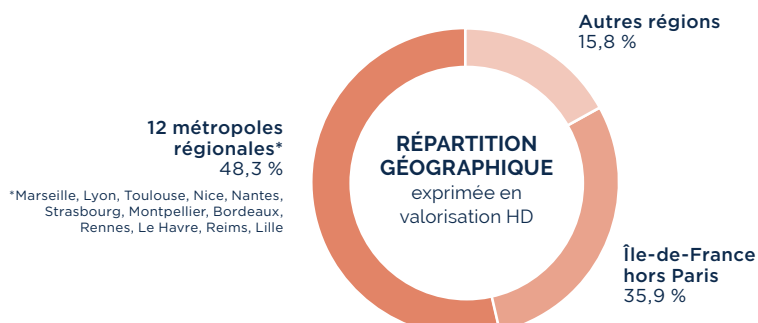 Autres régions
15,8 %
12 métropoles
régionales*
48,3 %
*Marseille, Lyon, Toulouse, Nice, Nantes,
Strasbourg, Montpellier, Bordeaux,
Rennes, Le Havre, Reims, Lille
RÉPARTITION
GÉOGRAPHIQUE
exprimée en
valorisation HD
Île-de-France
hors Paris
35,9 %